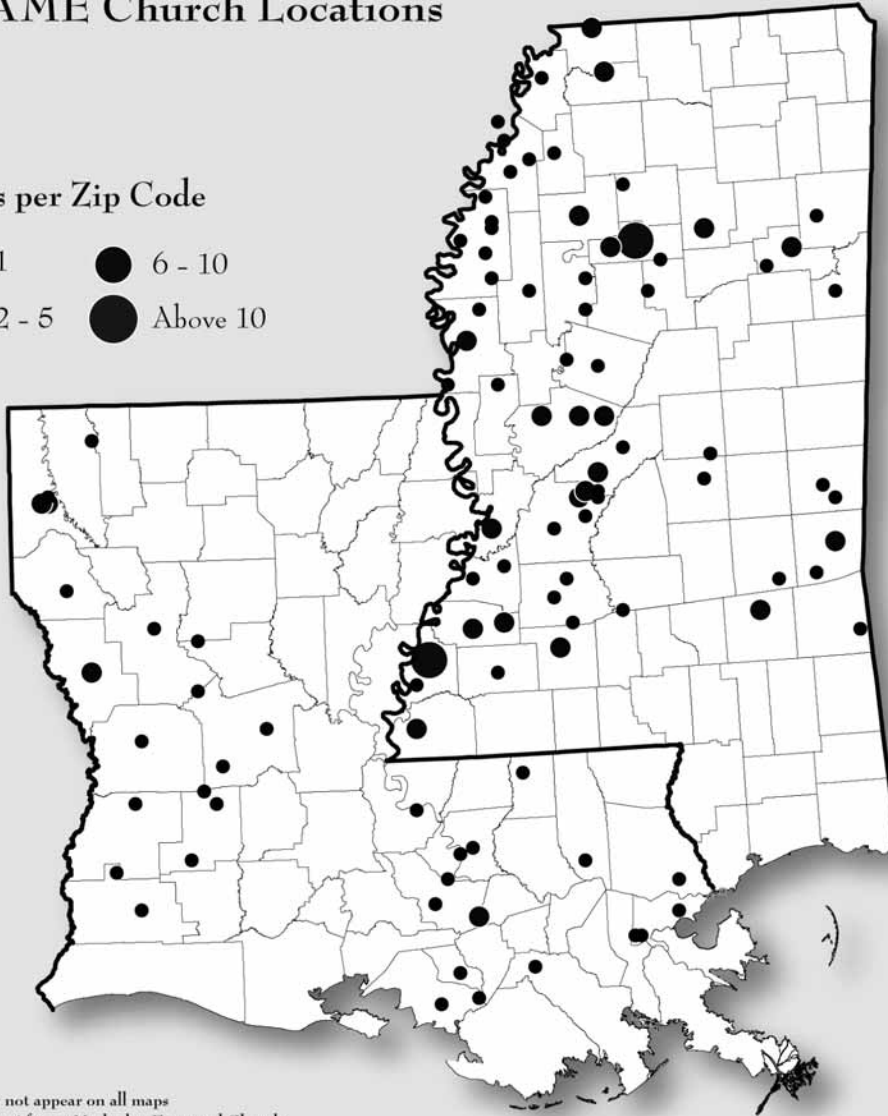 AME Church Locations
s per Zip Code
1
6 - 10
2 - 5
Above 10
not appear on all maps